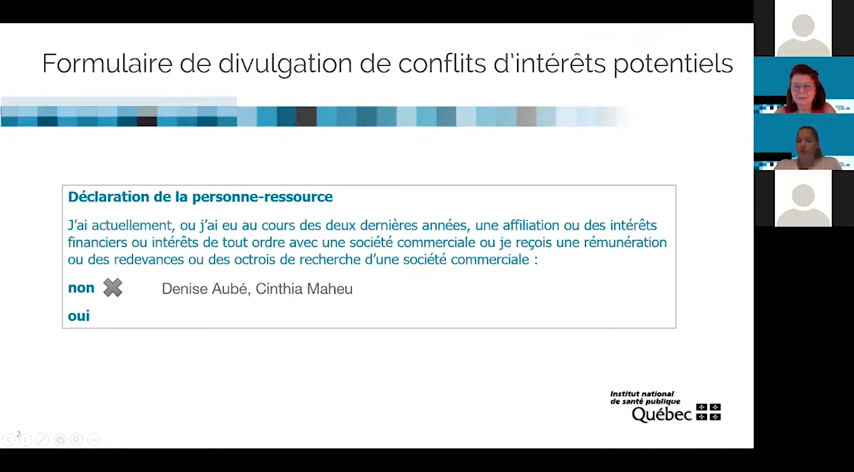 Formulaire de divulgation de conflits d'intérêts potentiels
Déclaration de la personne-ressource
J'ai actuellement, ou j'ai eu au cours des deux dernières années, une affiliation ou des intérêts
financiers ou intérêts de tout ordre avec une société commerciale ou je reçois une rémunération
ou des redevances ou des octrois de recherche d'une société commerciale :
non Denise Aubé, Cinthia Maheu
oui
Institut national
de santé publique
Québec
2